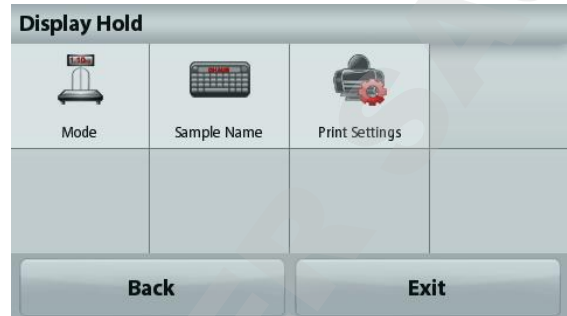 Display Hold
Mode
Sample Name
Print Settings
Back
Exit